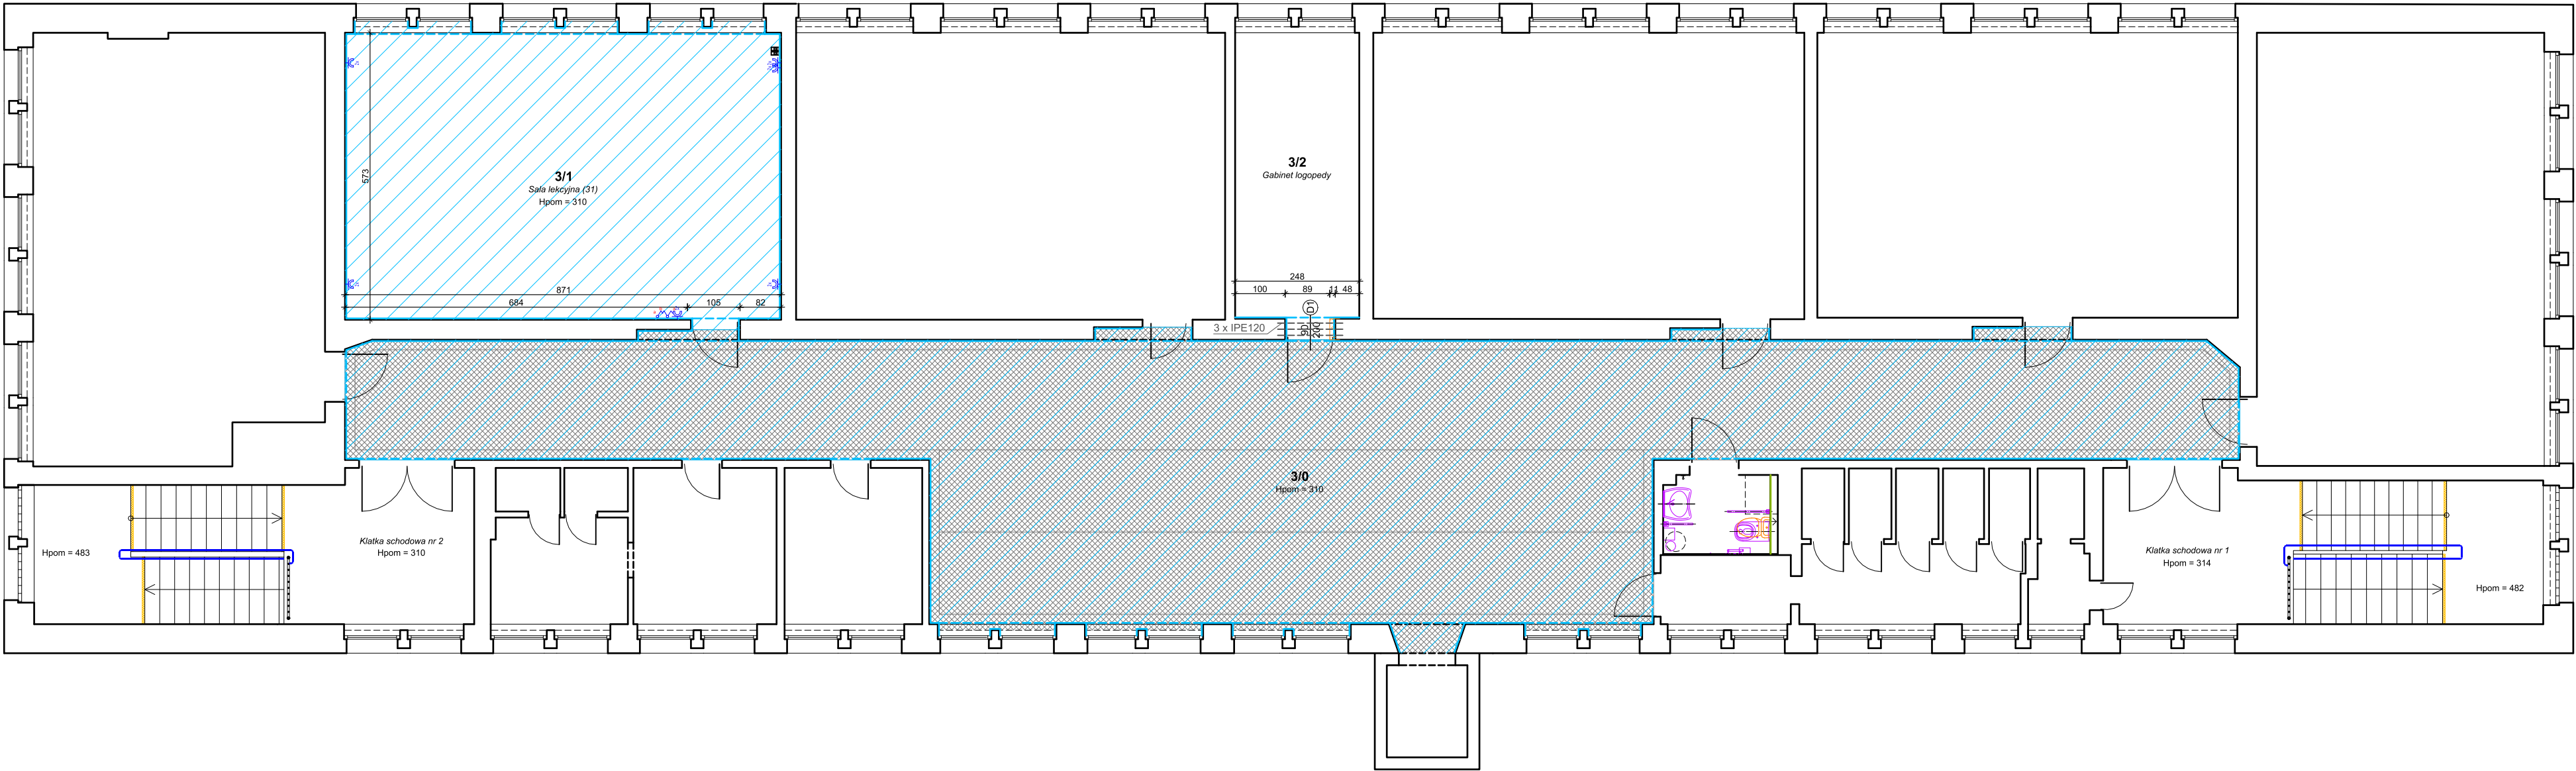 3/1
Sala lekcyjna (31)
Hpom = 310
573
871
684
105
82
3/2
Gabinet logopedy
248
100
89
11
48
D1
90
200
3 x IPE120
3/0
Hpom = 310
Hpom = 483
Klatka schodowa nr 2
Hpom = 310
Klatka schodowa nr 1
Hpom = 314
Hpom = 482